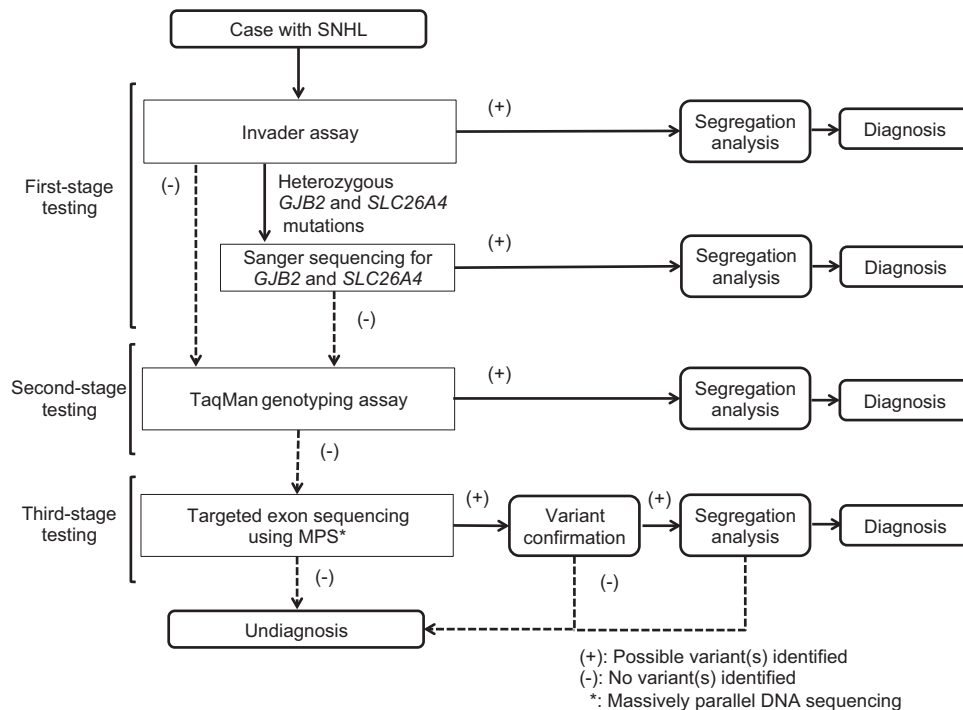 Case with SNHL
First-stage
testing
Invader assay
(+)
Segregation
analysis
Diagnosis
(-)
Heterozygous
GJB2 and SLC26A4
mutations
Sanger sequencing for
GJB2 and SLC26A4
(+)
Segregation
analysis
Diagnosis
(-)
Second-stage
testing
TaqMan genotyping assay
(+)
Segregation
analysis
Diagnosis
(-)
Third-stage
testing
Targeted exon sequencing
using MPS*
(+)
Variant
confirmation
(+)
Segregation
analysis
Diagnosis
(-)
(-)
Undiagnosis
(+): Possible variant(s) identified
(-): No variant(s) identified
*: Massively parallel DNA sequencing